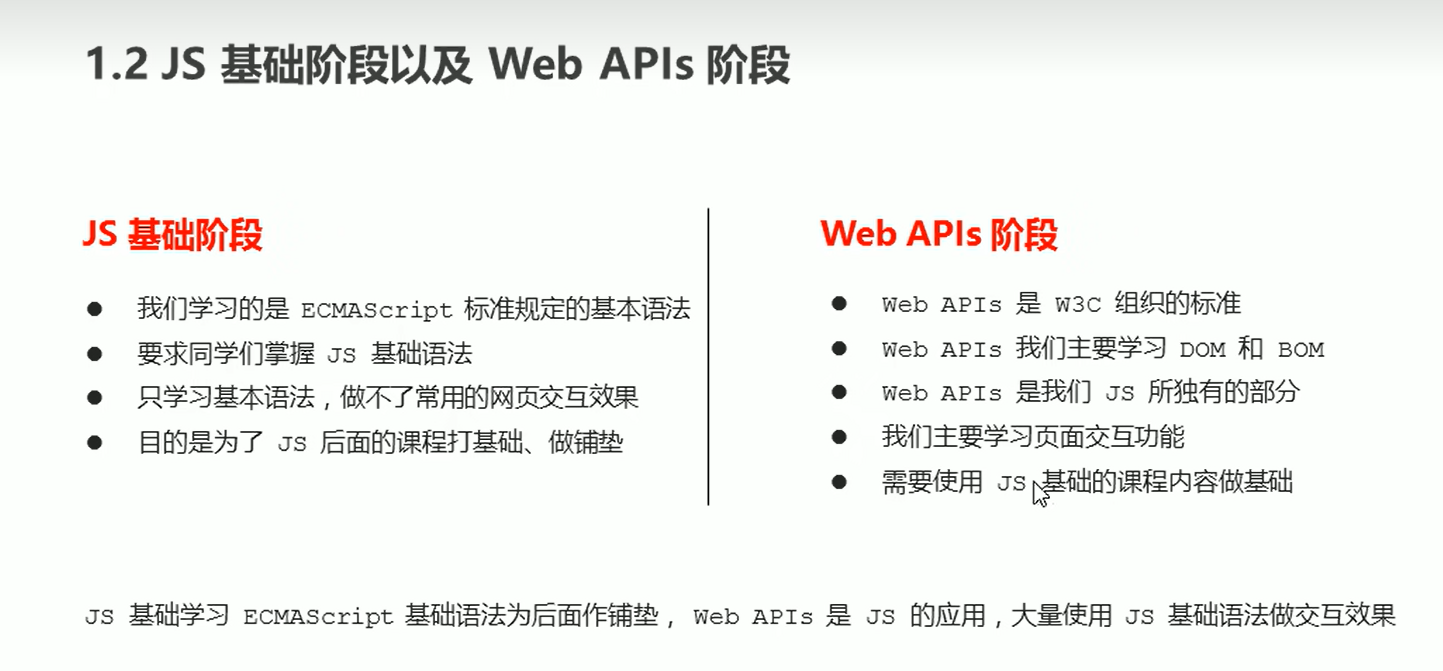 1.2 JS 基础阶段以及 Web APIs 阶段
JS 基础阶段
我们学习的是 ECMAScript 标准规定的基本语法
要求同学们掌握 JS 基础语法
只学习基本语法，做不了常用的网页交互效果
目的是为了 JS 后面的课程打基础、做铺垫
Web APIs 阶段
Web APIs 是 W3C 组织的标准
Web APIs 我们主要学习 DOM 和 BOM
Web APIs 是我们 JS 所独有的部分
我们主要学习页面交互功能
需要使用 JS 基础的课程内容做基础
JS 基础学习 ECMAScript 基础语法为后面作铺垫， Web APIs 是 JS 的应用，大量使用 JS 基础语法做交互效果